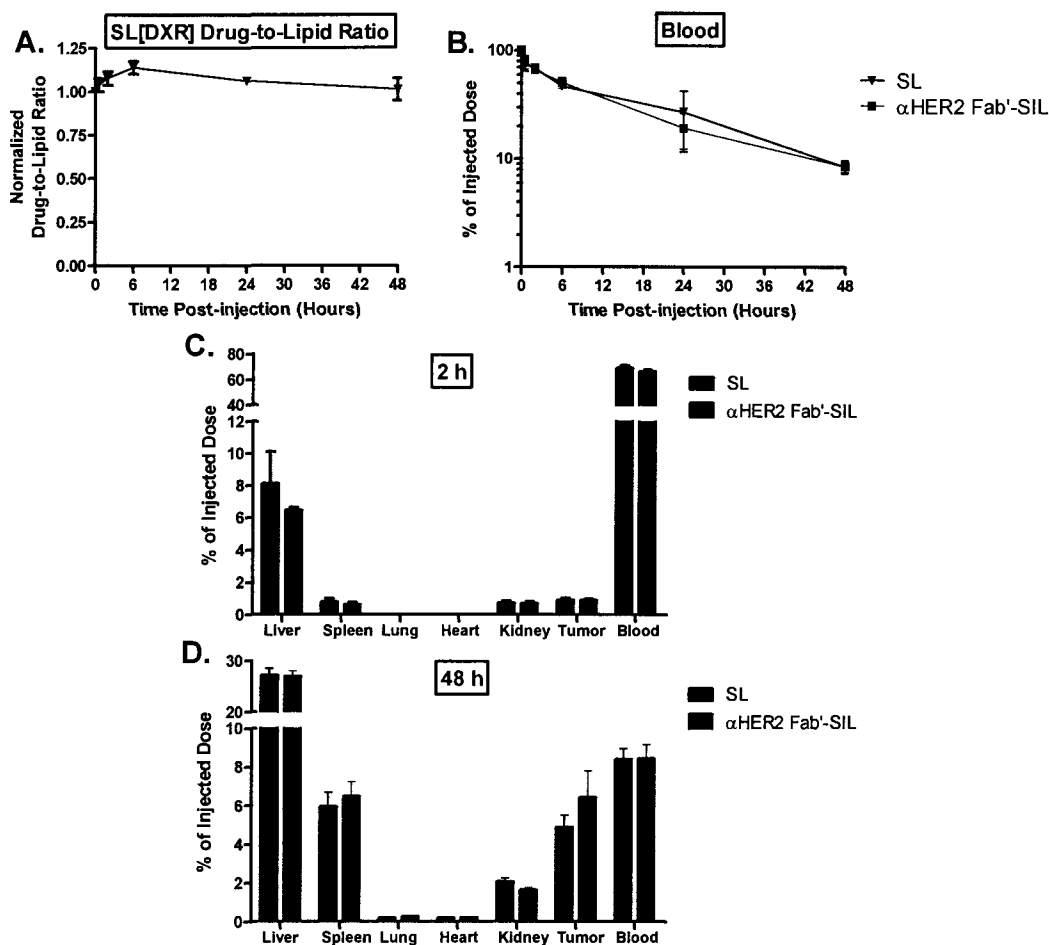 A.
SL[DXR] Drug-to-Lipid Ratio
Normalized
Drug-to-Lipid Ratio
1.25
1.00
0.75
0.50
0.25
0.00
0 6 12 18 24 30 36 42 48
Time Post-injection (Hours)
B.
Blood
% of Injected Dose
100
10
1
0 6 12 18 24 30 36 42 48
Time Post-injection (Hours)
SL
αHER2 Fab'-SIL
C.
2 h
% of Injected Dose
80
60
40
12
10
8
6
4
2
0
Liver Spleen Lung Heart Kidney Tumor Blood
SL
αHER2 Fab'-SIL
D.
48 h
% of Injected Dose
30
20
10
8
6
4
2
0
Liver Spleen Lung Heart Kidney Tumor Blood
SL
αHER2 Fab'-SIL